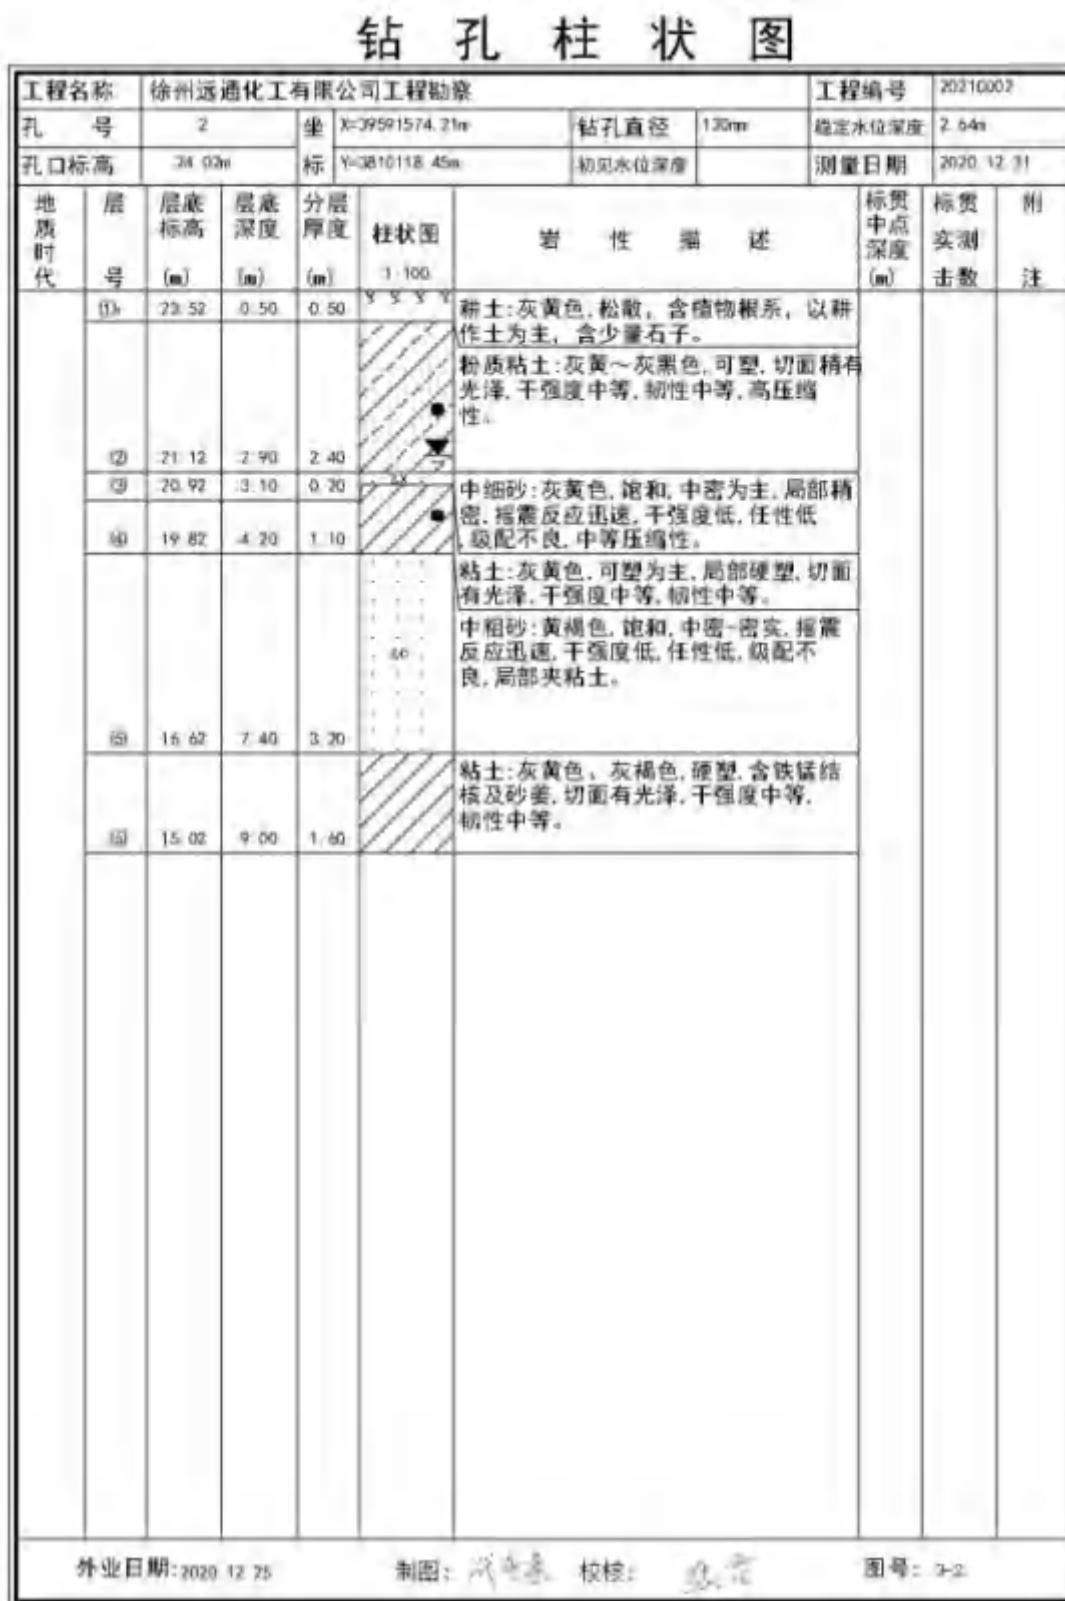 钻孔柱状图
工程名称 徐州远通化工有限公司工程勘察 工程编号 20210002
孔号 2 坐标 X=39591574.21m 钻孔直径 130mm 稳定水位深度 2.64m
孔口标高 24.02m Y=3810118.45m 初见水位深度 测量日期 2020.12.31
地质时代 层号 层底标高(m) 层底深度(m) 分层厚度(m) 柱状图 1:100 岩性描述 标贯中点深度(m) 标贯实测击数 附注
① 23.52 0.50 0.50 耕土:灰黄色,松散,含植物根系,以耕
作土为主,含少量石子。
粉质粘土:灰黄~灰黑色,可塑,切面稍有
光泽,干强度中等,韧性中等,高压缩
性。
② 21.12 2.90 2.40
③ 20.92 3.10 0.20 中细砂:灰黄色,饱和,中密为主,局部稍
密,摇震反应迅速,干强度低,任性低
,级配不良,中等压缩性。
④ 19.82 4.20 1.10
粘土:灰黄色,可塑为主,局部硬塑,切面
有光泽,干强度中等,韧性中等。
中粗砂:黄褐色,饱和,中密-密实,摇震
反应迅速,干强度低,任性低,级配不
良,局部夹粘土。
⑤ 16.62 7.40 3.20
粘土:灰黄色、灰褐色,硬塑,含铁锰结
核及砂姜,切面有光泽,干强度中等,
韧性中等。
15.02 9.00 1.60
外业日期:2020.12.25 制图: 校核: 图号:2-2